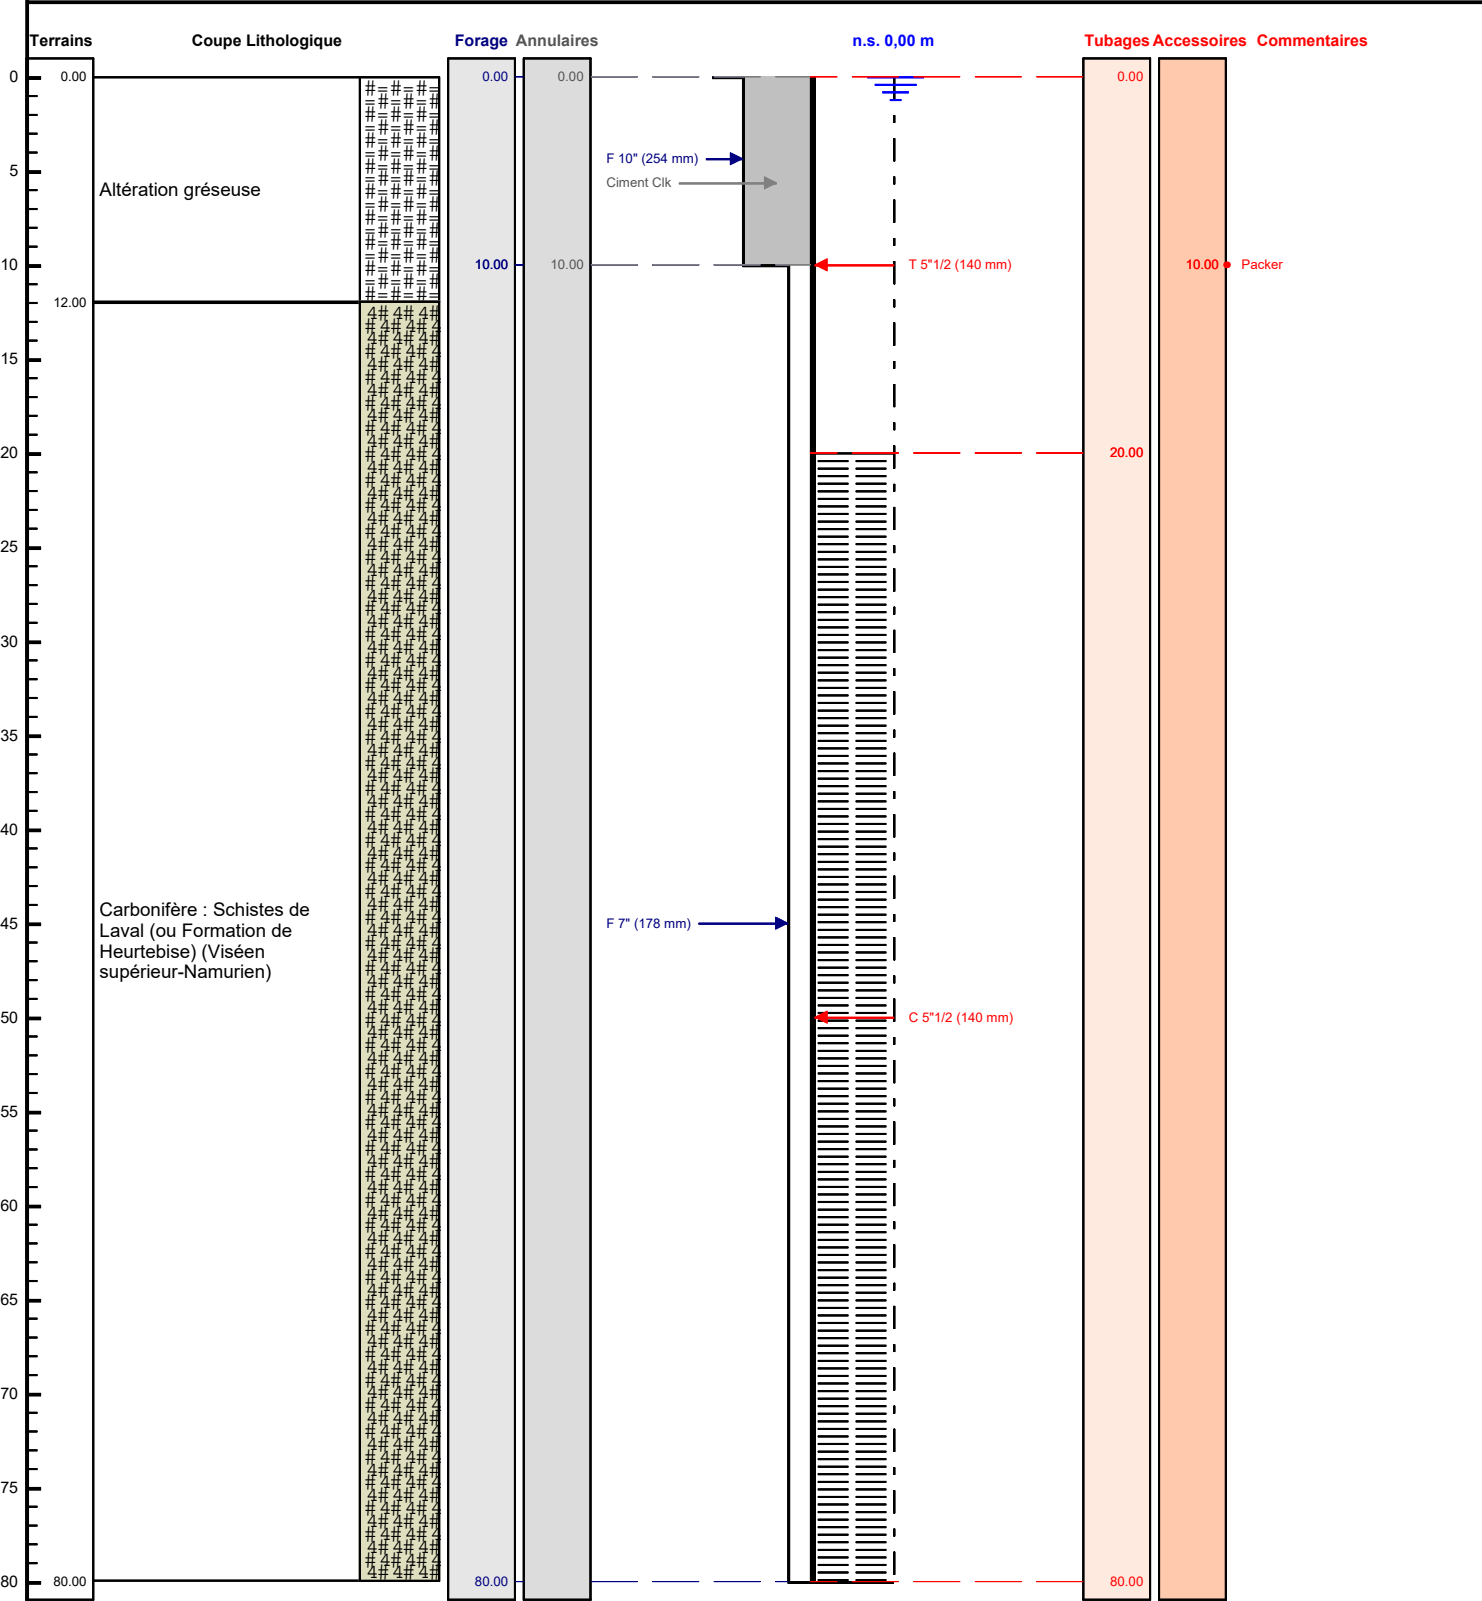 Terrains Coupe Lithologique Forage Annulaires n.s. 0,00 m Tubages Accessoires Commentaires
0 0.00 0.00 0.00 0.00
F 10" (254 mm)
5
Ciment Clk
Altération gréseuse
10 10.00 10.00 T 5"1/2 (140 mm) 10.00 Packer
12.00
15
20 20.00
25
30
35
40
Carbonifère : Schistes de
45 Laval (ou Formation de F 7" (178 mm)
Heurtebise) (Viséen
supérieur-Namurien)
50 C 5"1/2 (140 mm)
55
60
65
70
75
80 80.00 80.00 80.00